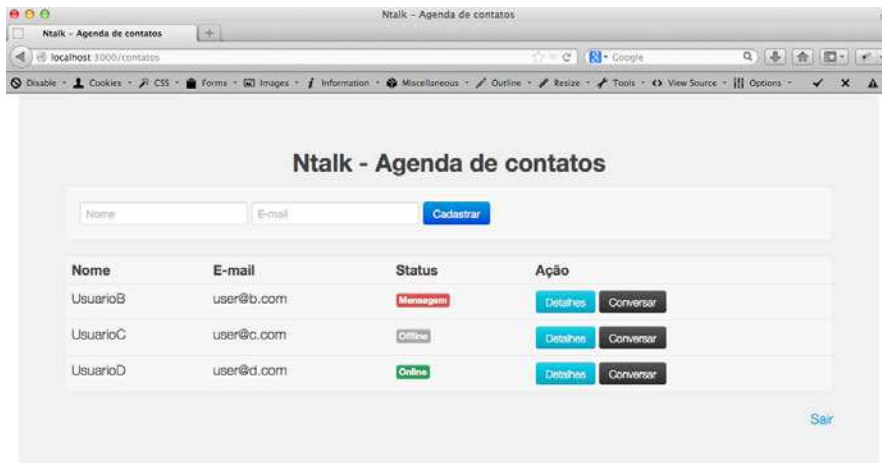 Ntalk - Agenda de contatos
Ntalk - Agenda de contatos
localhost:3000/contatos
Google
Disable Cookies CSS Forms Images Information Miscellaneous Outline Resize Tools View Source Options
Ntalk - Agenda de contatos
Nome E-mail Cadastrar
Nome E-mail Status Ação
UsuarioB user@b.com Mensagem Detalhes Conversar
UsuarioC user@c.com Offline Detalhes Conversar
UsuarioD user@d.com Online Detalhes Conversar
Sair